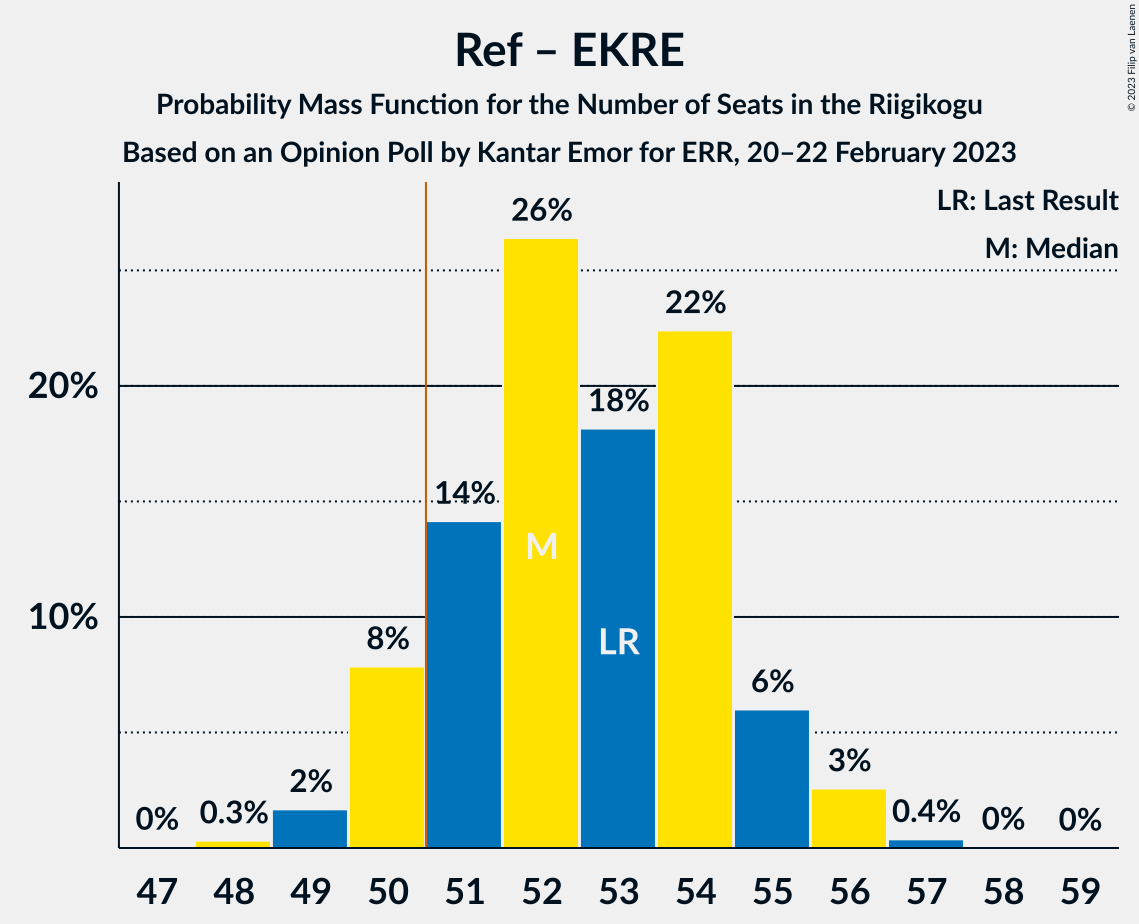 Ref – EKRE
Probability Mass Function for the Number of Seats in the Riigikogu
Based on an Opinion Poll by Kantar Emor for ERR, 20–22 February 2023
© 2023 Filip van Laenen
LR: Last Result
M: Median
20%
10%
0%
0.3%
2%
8%
14%
26%
18%
22%
6%
3%
0.4%
0%
0%
M
LR
47 48 49 50 51 52 53 54 55 56 57 58 59